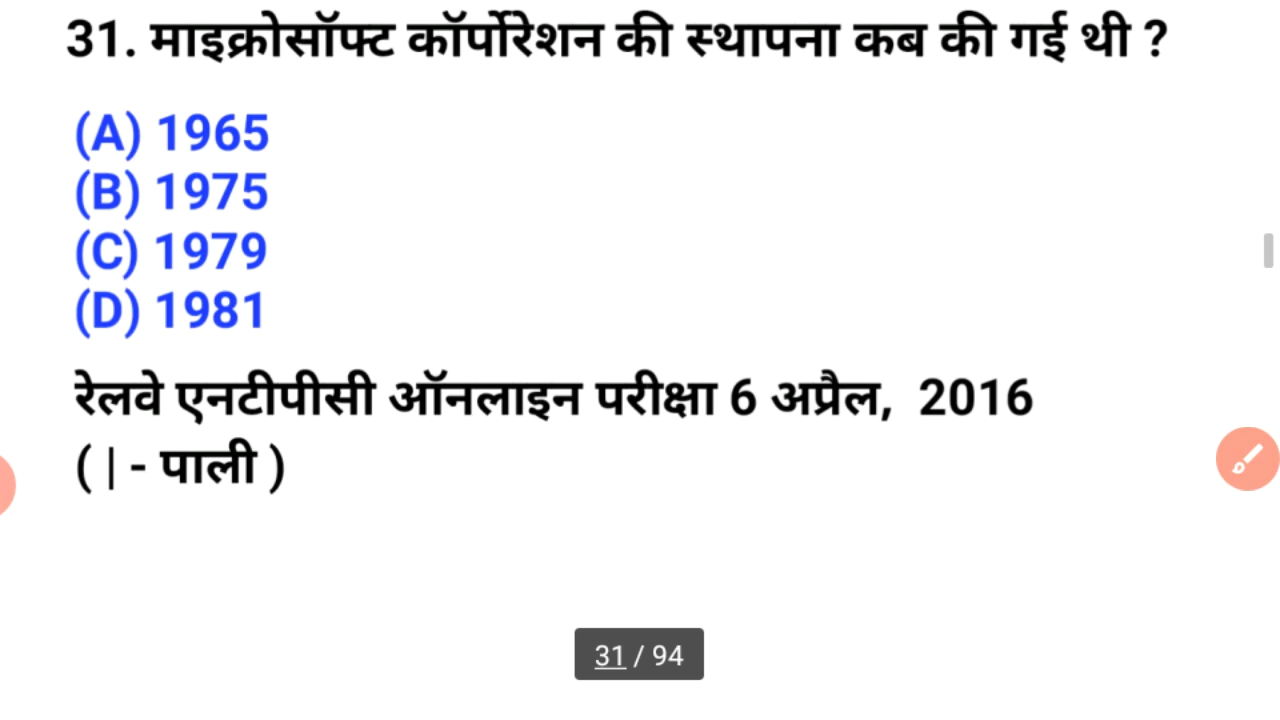 31. माइक्रोसॉफ्ट कॉर्पोरेशन की स्थापना कब की गई थी ?
(A) 1965
(B) 1975
(C) 1979
(D) 1981
रेलवे एनटीपीसी ऑनलाइन परीक्षा 6 अप्रैल, 2016
( | - पाली )
31 / 94